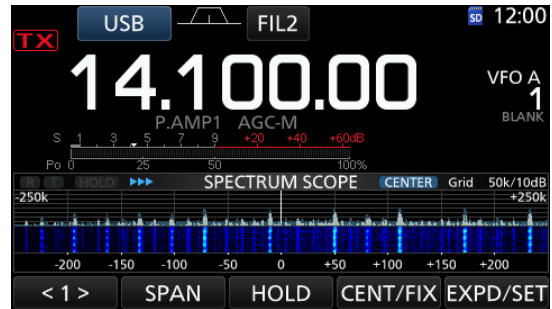 USB FIL2 SD 12:00
TX
14.100.00 VFO A
1
P.AMP1 AGC-M BLANK
S 1 3 5 7 9 +20 +40 +60dB
Po 0 25 50 100%
R T HOLD SPECTRUM SCOPE CENTER Grid 50k/10dB
-250k +250k
-200 -150 -100 -50 0 +50 +100 +150 +200
< 1 > SPAN HOLD CENT/FIX EXPD/SET